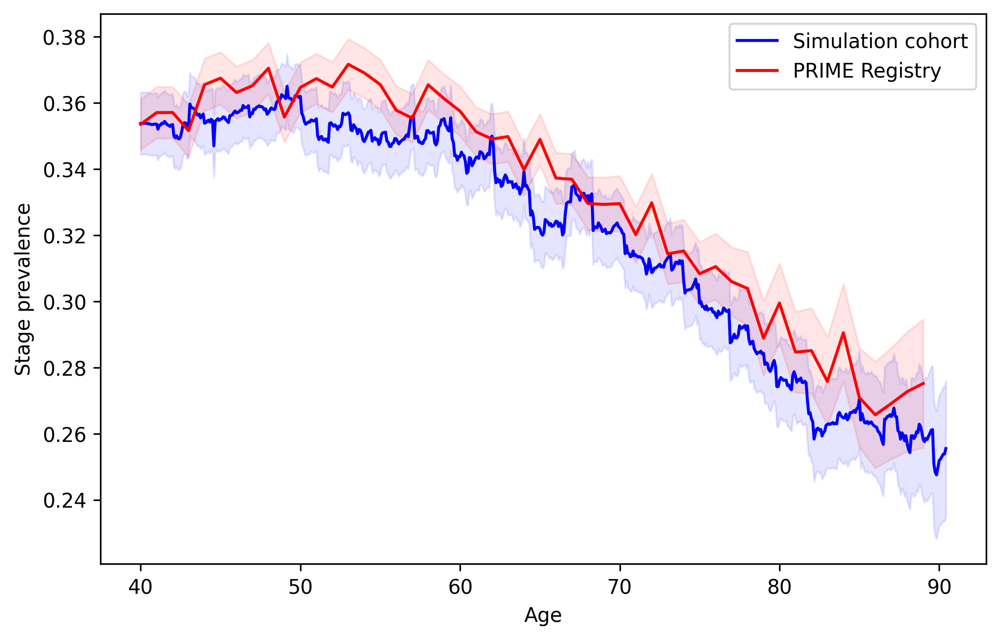 Simulation cohort
PRIME Registry
Stage prevalence
0.38
0.36
0.34
0.32
0.30
0.28
0.26
0.24
40 50 60 70 80 90
Age